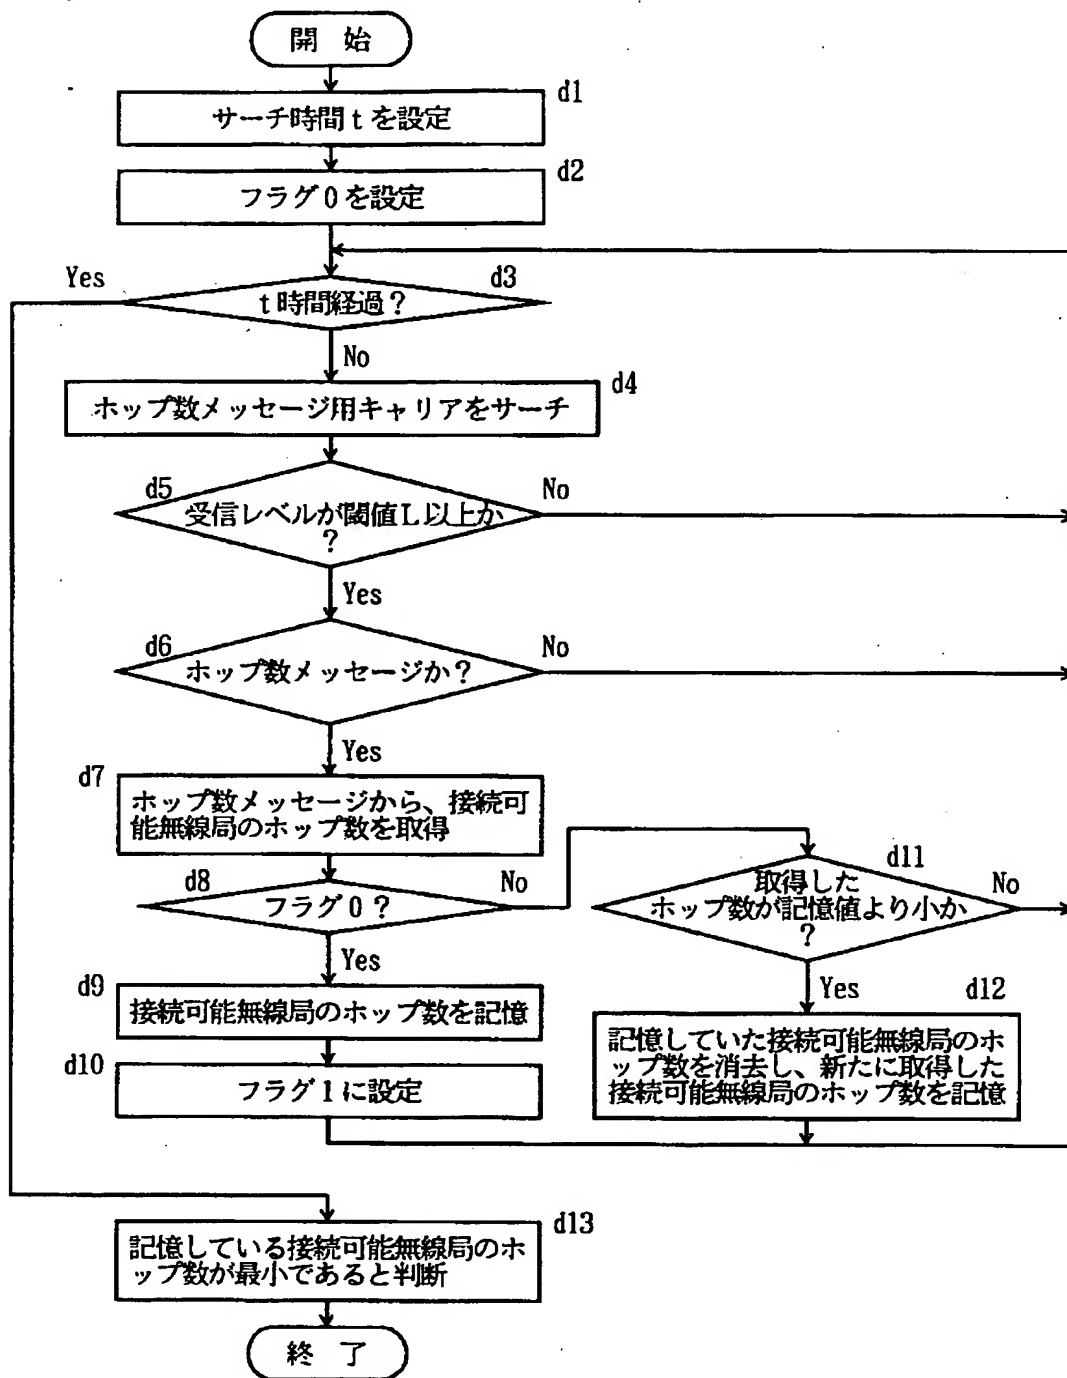 開 始
d1
サーチ時間tを設定
d2
フラグ0を設定
Yes
d3
t時間経過?
No
d4
ホップ数メッセージ用キャリアをサーチ
d5
No
受信レベルが閾値L以上か
?
Yes
d6
No
ホップ数メッセージか?
Yes
d7
ホップ数メッセージから、接続可
能無線局のホップ数を取得
d8
No
フラグ0?
Yes
d11
取得した
No
ホップ数が記憶値より小か
?
Yes
d9
接続可能無線局のホップ数を記憶
d10
フラグ1に設定
d12
記憶していた接続可能無線局のホ
ップ数を消去し、新たに取得した
接続可能無線局のホップ数を記憶
d13
記憶している接続可能無線局のホ
ップ数が最小であると判断
終 了